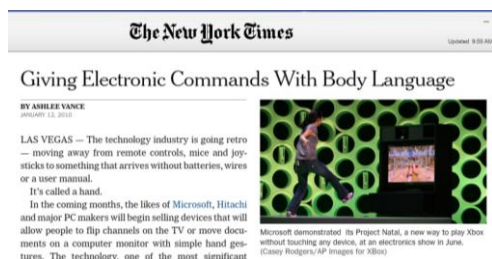 The New York Times
Updated 8:59 AM
Giving Electronic Commands With Body Language
BY ASHLEE VANCE
JANUARY 12, 2010
LAS VEGAS — The technology industry is going retro
— moving away from remote controls, mice and joy-
sticks to something that arrives without batteries, wires
or a user manual.
It's called a hand.
In the coming months, the likes of Microsoft, Hitachi
and major PC makers will begin selling devices that will
allow people to flip channels on the TV or move docu-
ments on a computer monitor with simple hand ges-
tures. The technology, one of the most significant
Microsoft demonstrated its Project Natal, a new way to play Xbox
without touching any device, at an electronics show in June.
(Casey Rodgers/AP Images for XBox)